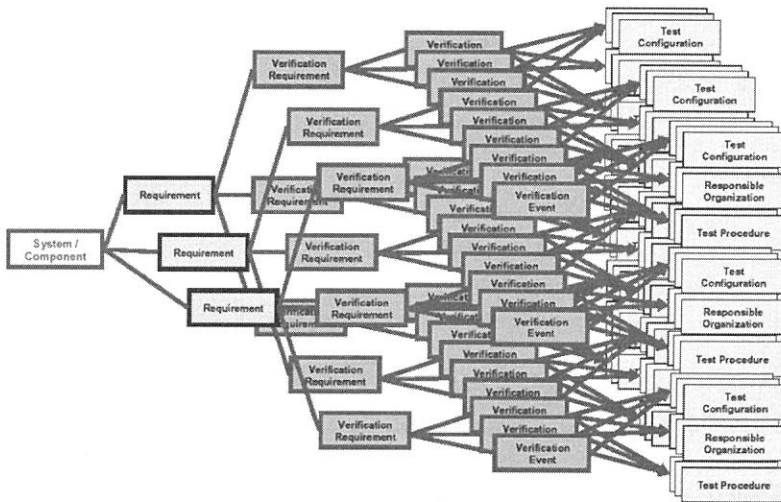 System /
Component
Requirement
Requirement
Requirement
Verification
Requirement
Verification
Requirement
Verification
Requirement
Verification
Requirement
Verification
Requirement
Verification
Requirement
Verification
Requirement
Verification
Requirement
Verification
Verification
Verification
Verification
Verification
Verification
Verification
Verification
Verification
Event
Verification
Verification
Verification
Verification
Verification
Event
Verification
Verification
Verification
Verification
Verification
Event
Test
Configuration
Test
Configuration
Test
Configuration
Responsible
Organization
Test Procedure
Test
Configuration
Responsible
Organization
Test Procedure
Test
Configuration
Responsible
Organization
Test Procedure